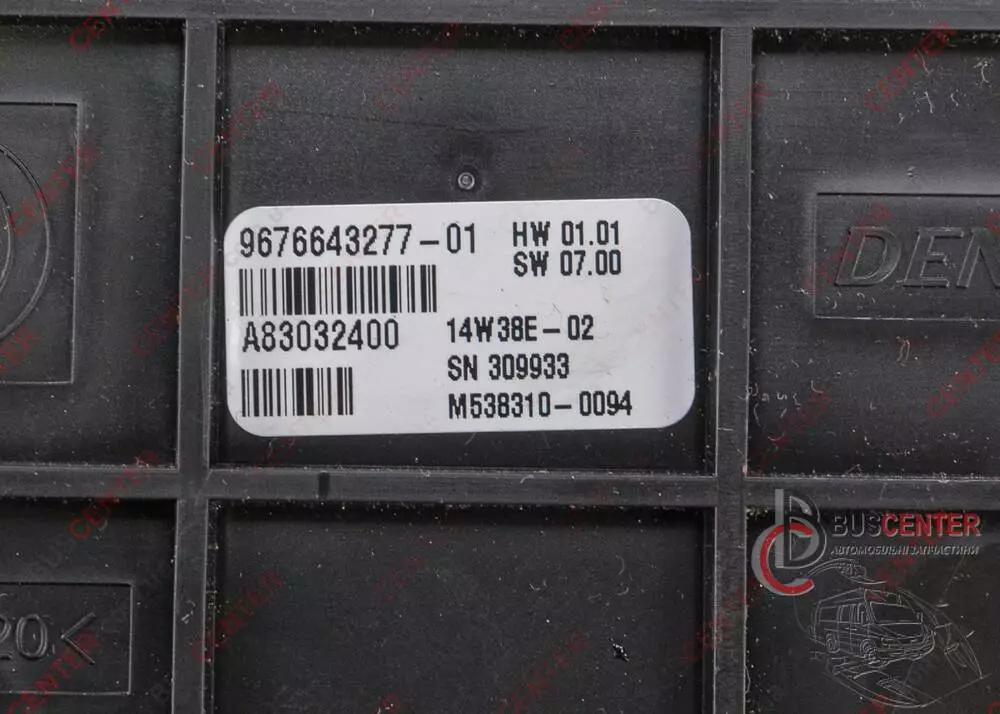 9676643277-01
HW 01.01
SW 07.00
A83032400
14W38E-02
SN 309933
M538310-0094
DEN
20<
BUSCENTER
АВТОМОБІЛЬНІ ЗАПЧАСТИНИ